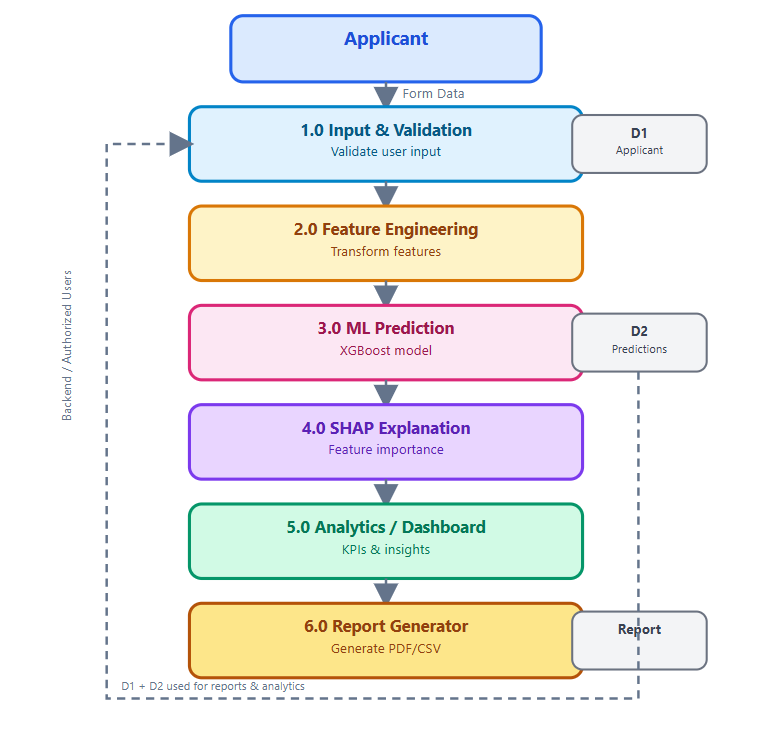 Applicant
Form Data
1.0 Input & Validation
Validate user input
D1
Applicant
2.0 Feature Engineering
Transform features
Backend / Authorized Users
3.0 ML Prediction
XGBoost model
D2
Predictions
4.0 SHAP Explanation
Feature importance
5.0 Analytics / Dashboard
KPIs & insights
6.0 Report Generator
Generate PDF/CSV
Report
D1 + D2 used for reports & analytics